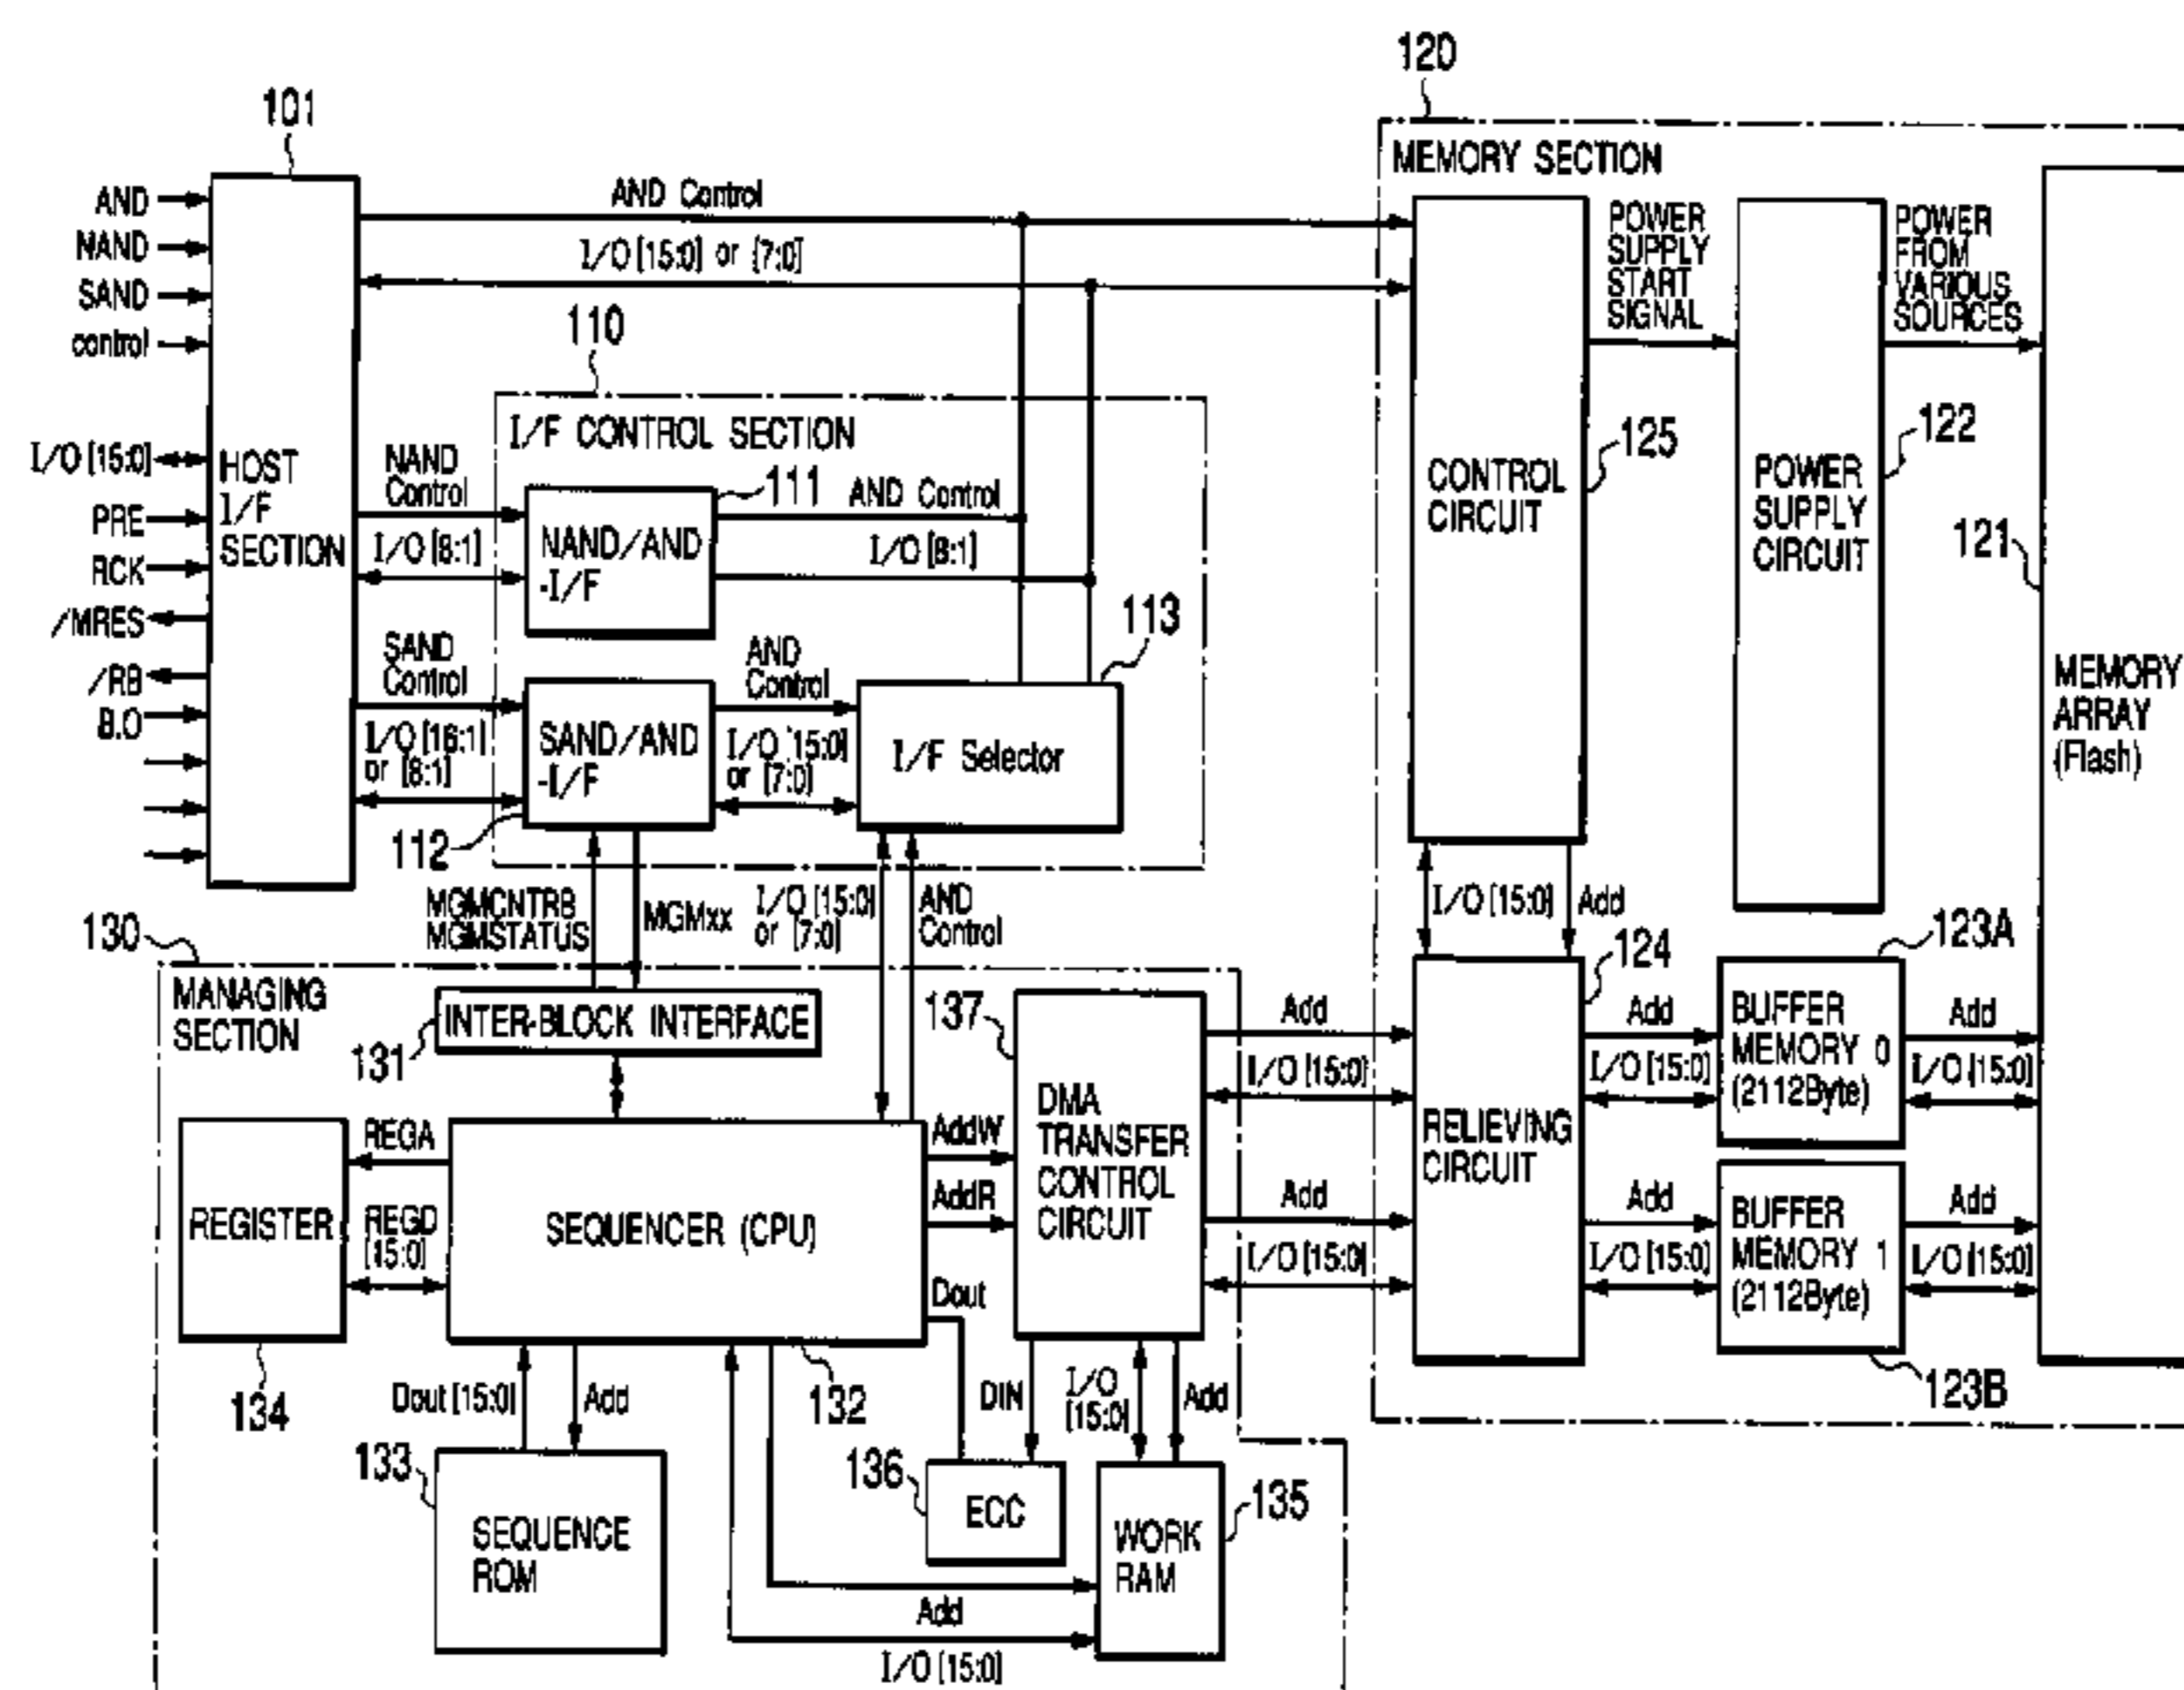 120
101
MEMORY SECTION
AND
NAND
SAND
control
AND Control
I/O [15:0] or [7:0]
POWER
SUPPLY
START
SIGNAL
POWER
FROM
VARIOUS
SOURCES
110
I/F CONTROL SECTION
125
122
121
I/O [15:0]
PRE
RCK
/MRES
/RB
8.O
HOST
I/F
SECTION
NAND
Control
I/O [8:1]
111
NAND/AND
-I/F
AND Control
I/O [8:1]
CONTROL
CIRCUIT
POWER
SUPPLY
CIRCUIT
113
SAND
Control
I/O [16:1]
or [8:1]
SAND/AND
-I/F
AND
Control
I/O [15:0]
or [7:0]
I/F Selector
MEMORY
ARRAY
(Flash)
112
MGMCNTRB
MGMSTATUS
MGMxx
I/O [15:0]
or [7:0]
AND
Control
I/O [15:0]
Add
130
MANAGING
SECTION
INTER-BLOCK INTERFACE
131
137
124
123A
DMA
TRANSFER
CONTROL
CIRCUIT
Add
I/O [15:0]
Add
I/O [15:0]
RELIEVING
CIRCUIT
Add
I/O [15:0]
Add
I/O [15:0]
BUFFER
MEMORY 0
(2112Byte)
BUFFER
MEMORY 1
(2112Byte)
Add
I/O [15:0]
Add
I/O [15:0]
REGISTER
REGA
REGD
[15:0]
SEQUENCER (CPU)
AddW
AddR
Dout
134
Dout [15:0]
Add
132
DIN
I/O
[15:0]
Add
123B
133
SEQUENCE
ROM
136
ECC
WORK
RAM
135
Add
I/O [15:0]